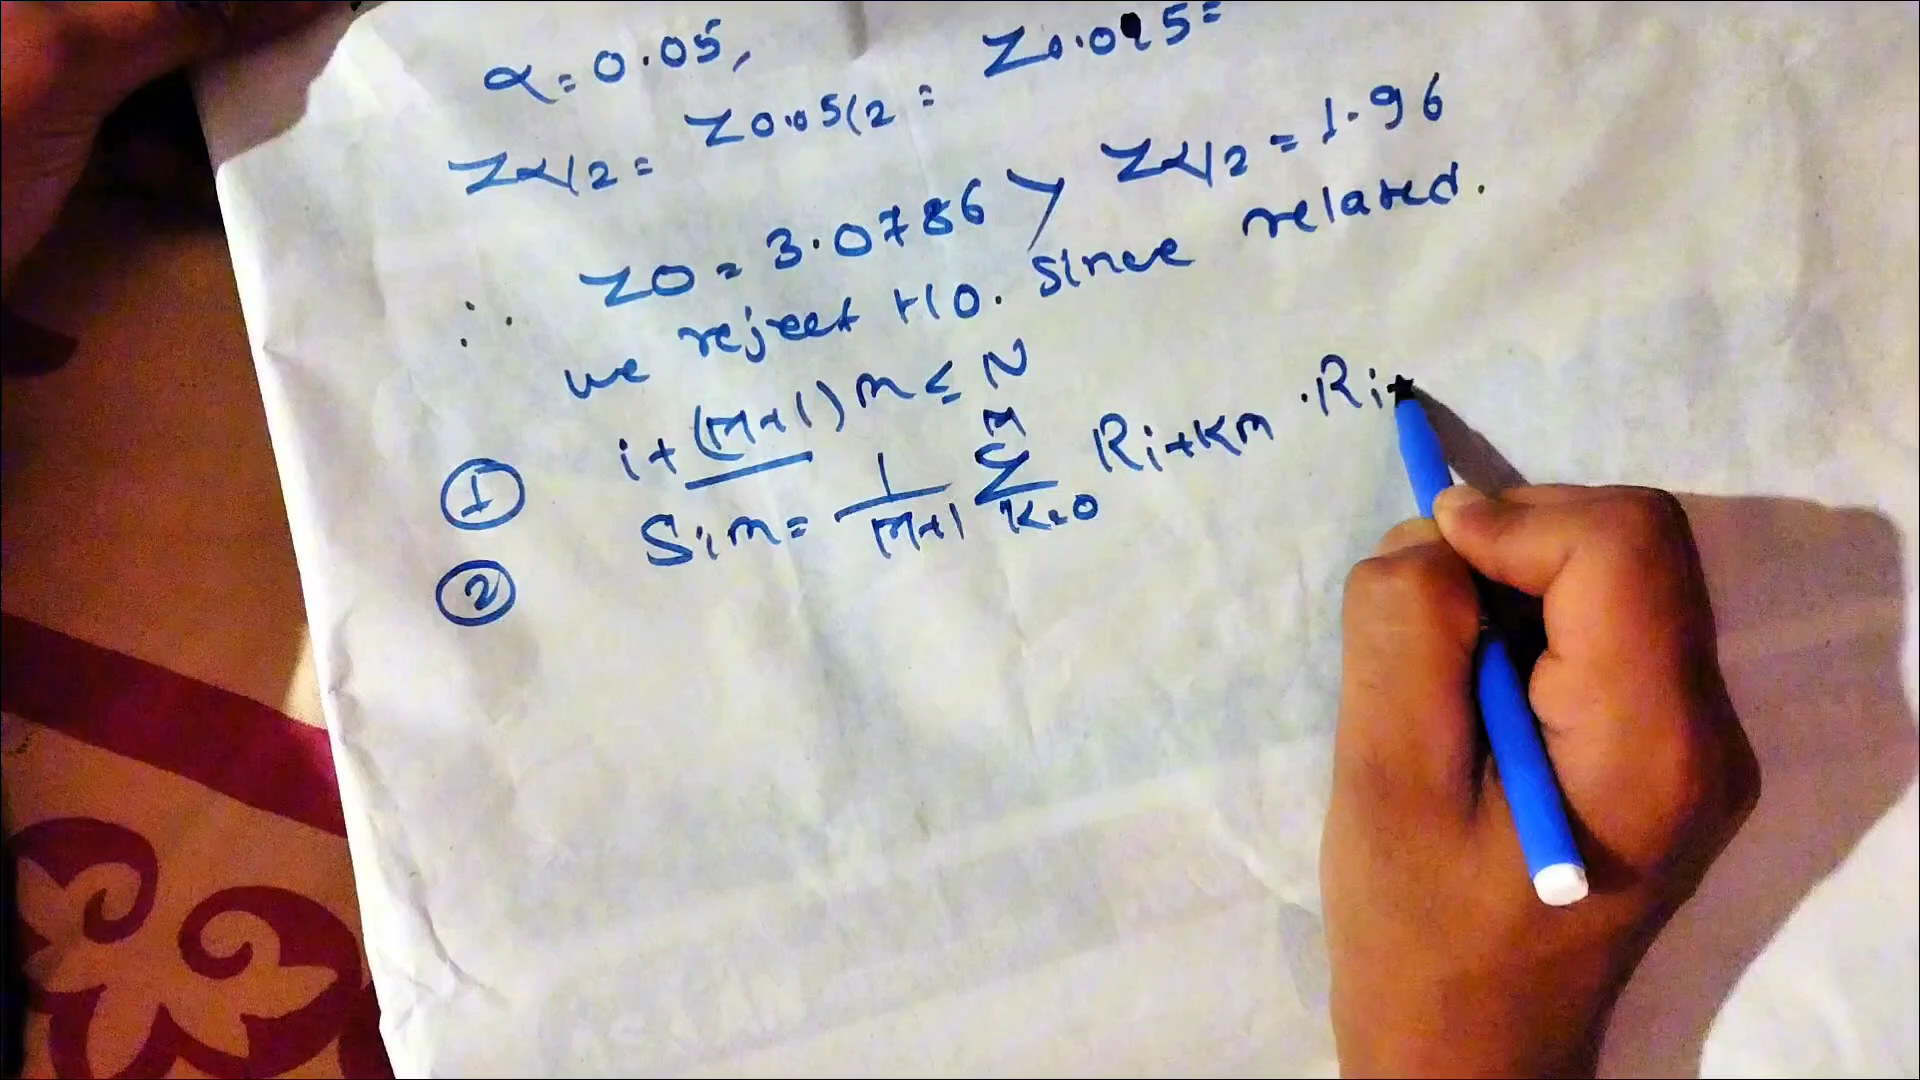 α = 0.05,
Zα/2 = Z0.05/2 = Z0.025 =
∴ Z0 = 3.0786 > Zα/2 = 1.96
we reject H0. Since related.
① i + (M+1) m ≤ N
② Sim = 1/(M+1) M Σ K=0 Ri+Km . Ri+